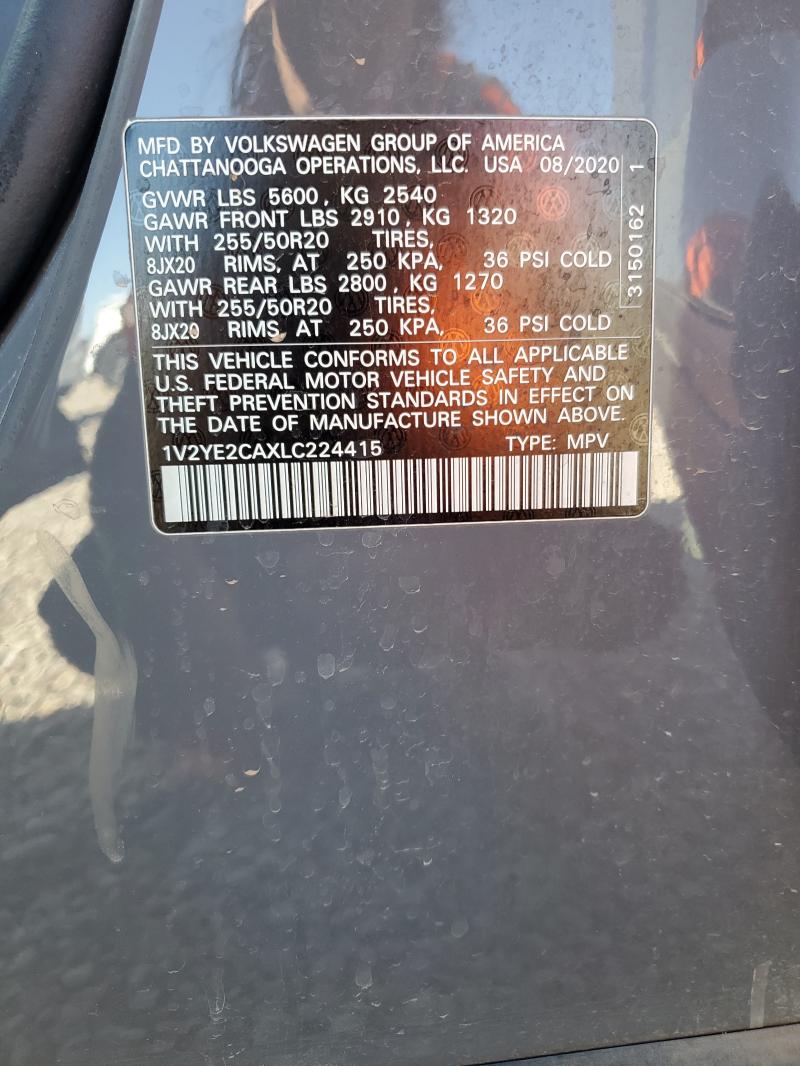 MFD BY VOLKSWAGEN GROUP OF AMERICA
CHATTANOOGA OPERATIONS, LLC. USA 08/2020
GVWR LBS 5600, KG 2540
GAWR FRONT LBS 2910, KG 1320
WITH 255/50R20 TIRES,
8JX20 RIMS, AT 250 KPA, 36 PSI COLD
GAWR REAR LBS 2800, KG 1270
WITH 255/50R20 TIRES,
8JX20 RIMS, AT 250 KPA, 36 PSI COLD
3150162 1
THIS VEHICLE CONFORMS TO ALL APPLICABLE
U.S. FEDERAL MOTOR VEHICLE SAFETY AND
THEFT PREVENTION STANDARDS IN EFFECT ON
THE DATE OF MANUFACTURE SHOWN ABOVE.
1V2YE2CAXLC224415 TYPE: MPV